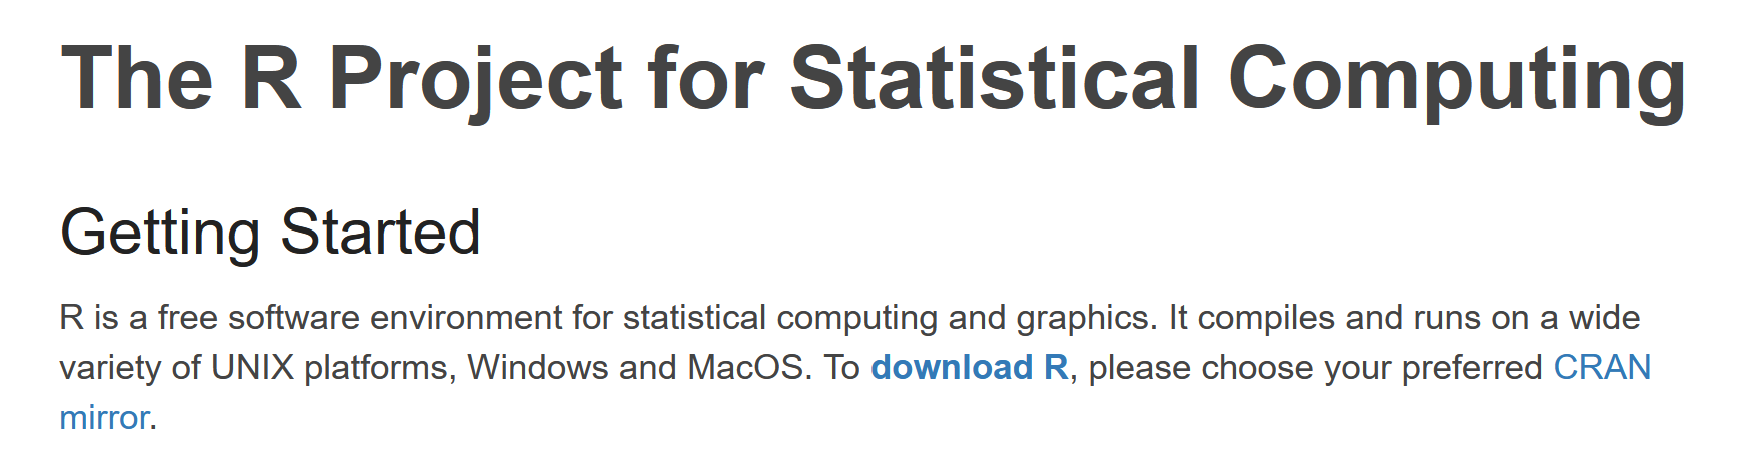 The R Project for Statistical Computing
Getting Started
R is a free software environment for statistical computing and graphics. It compiles and runs on a wide
variety of UNIX platforms, Windows and MacOS. To download R, please choose your preferred CRAN
mirror.